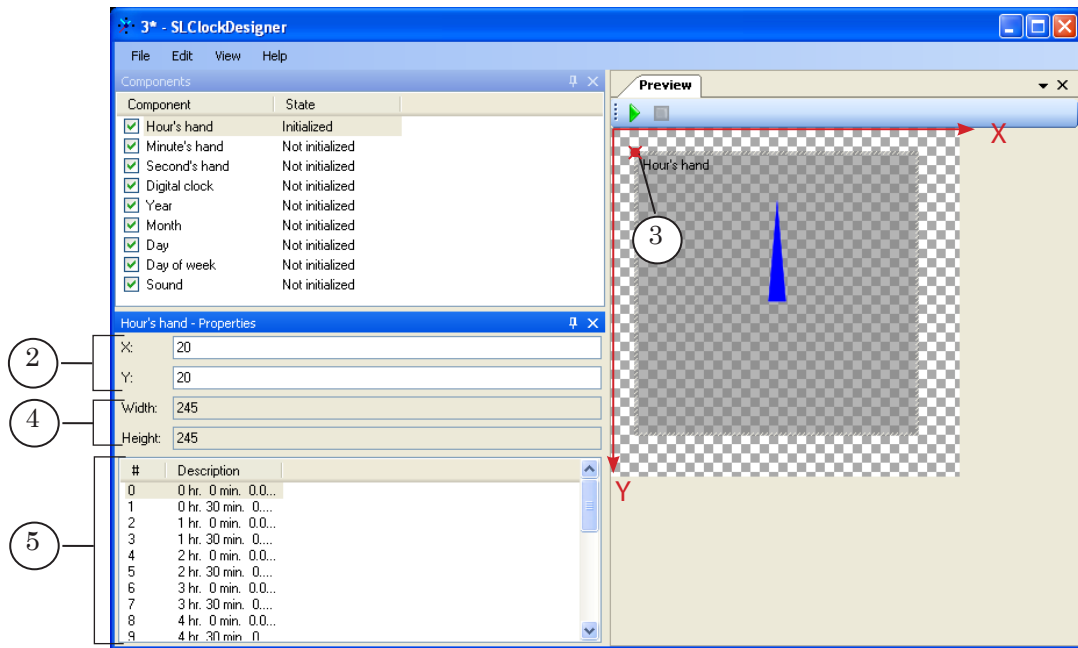 3* - SLClockDesigner
File Edit View Help
Components
Component State
Hour's hand Initialized
Minute's hand Not initialized
Second's hand Not initialized
Digital clock Not initialized
Year Not initialized
Month Not initialized
Day Not initialized
Day of week Not initialized
Sound Not initialized
Hour's hand - Properties
2
X: 20
Y: 20
4
Width: 245
Height: 245
5
# Description
0 0 hr. 0 min. 0.0...
1 0 hr. 30 min. 0....
2 1 hr. 0 min. 0.0...
3 1 hr. 30 min. 0....
4 2 hr. 0 min. 0.0...
5 2 hr. 30 min. 0....
6 3 hr. 0 min. 0.0...
7 3 hr. 30 min. 0....
8 4 hr. 0 min. 0.0...
9 4 hr. 30 min. 0
Preview
X
Hour's hand
3
Y